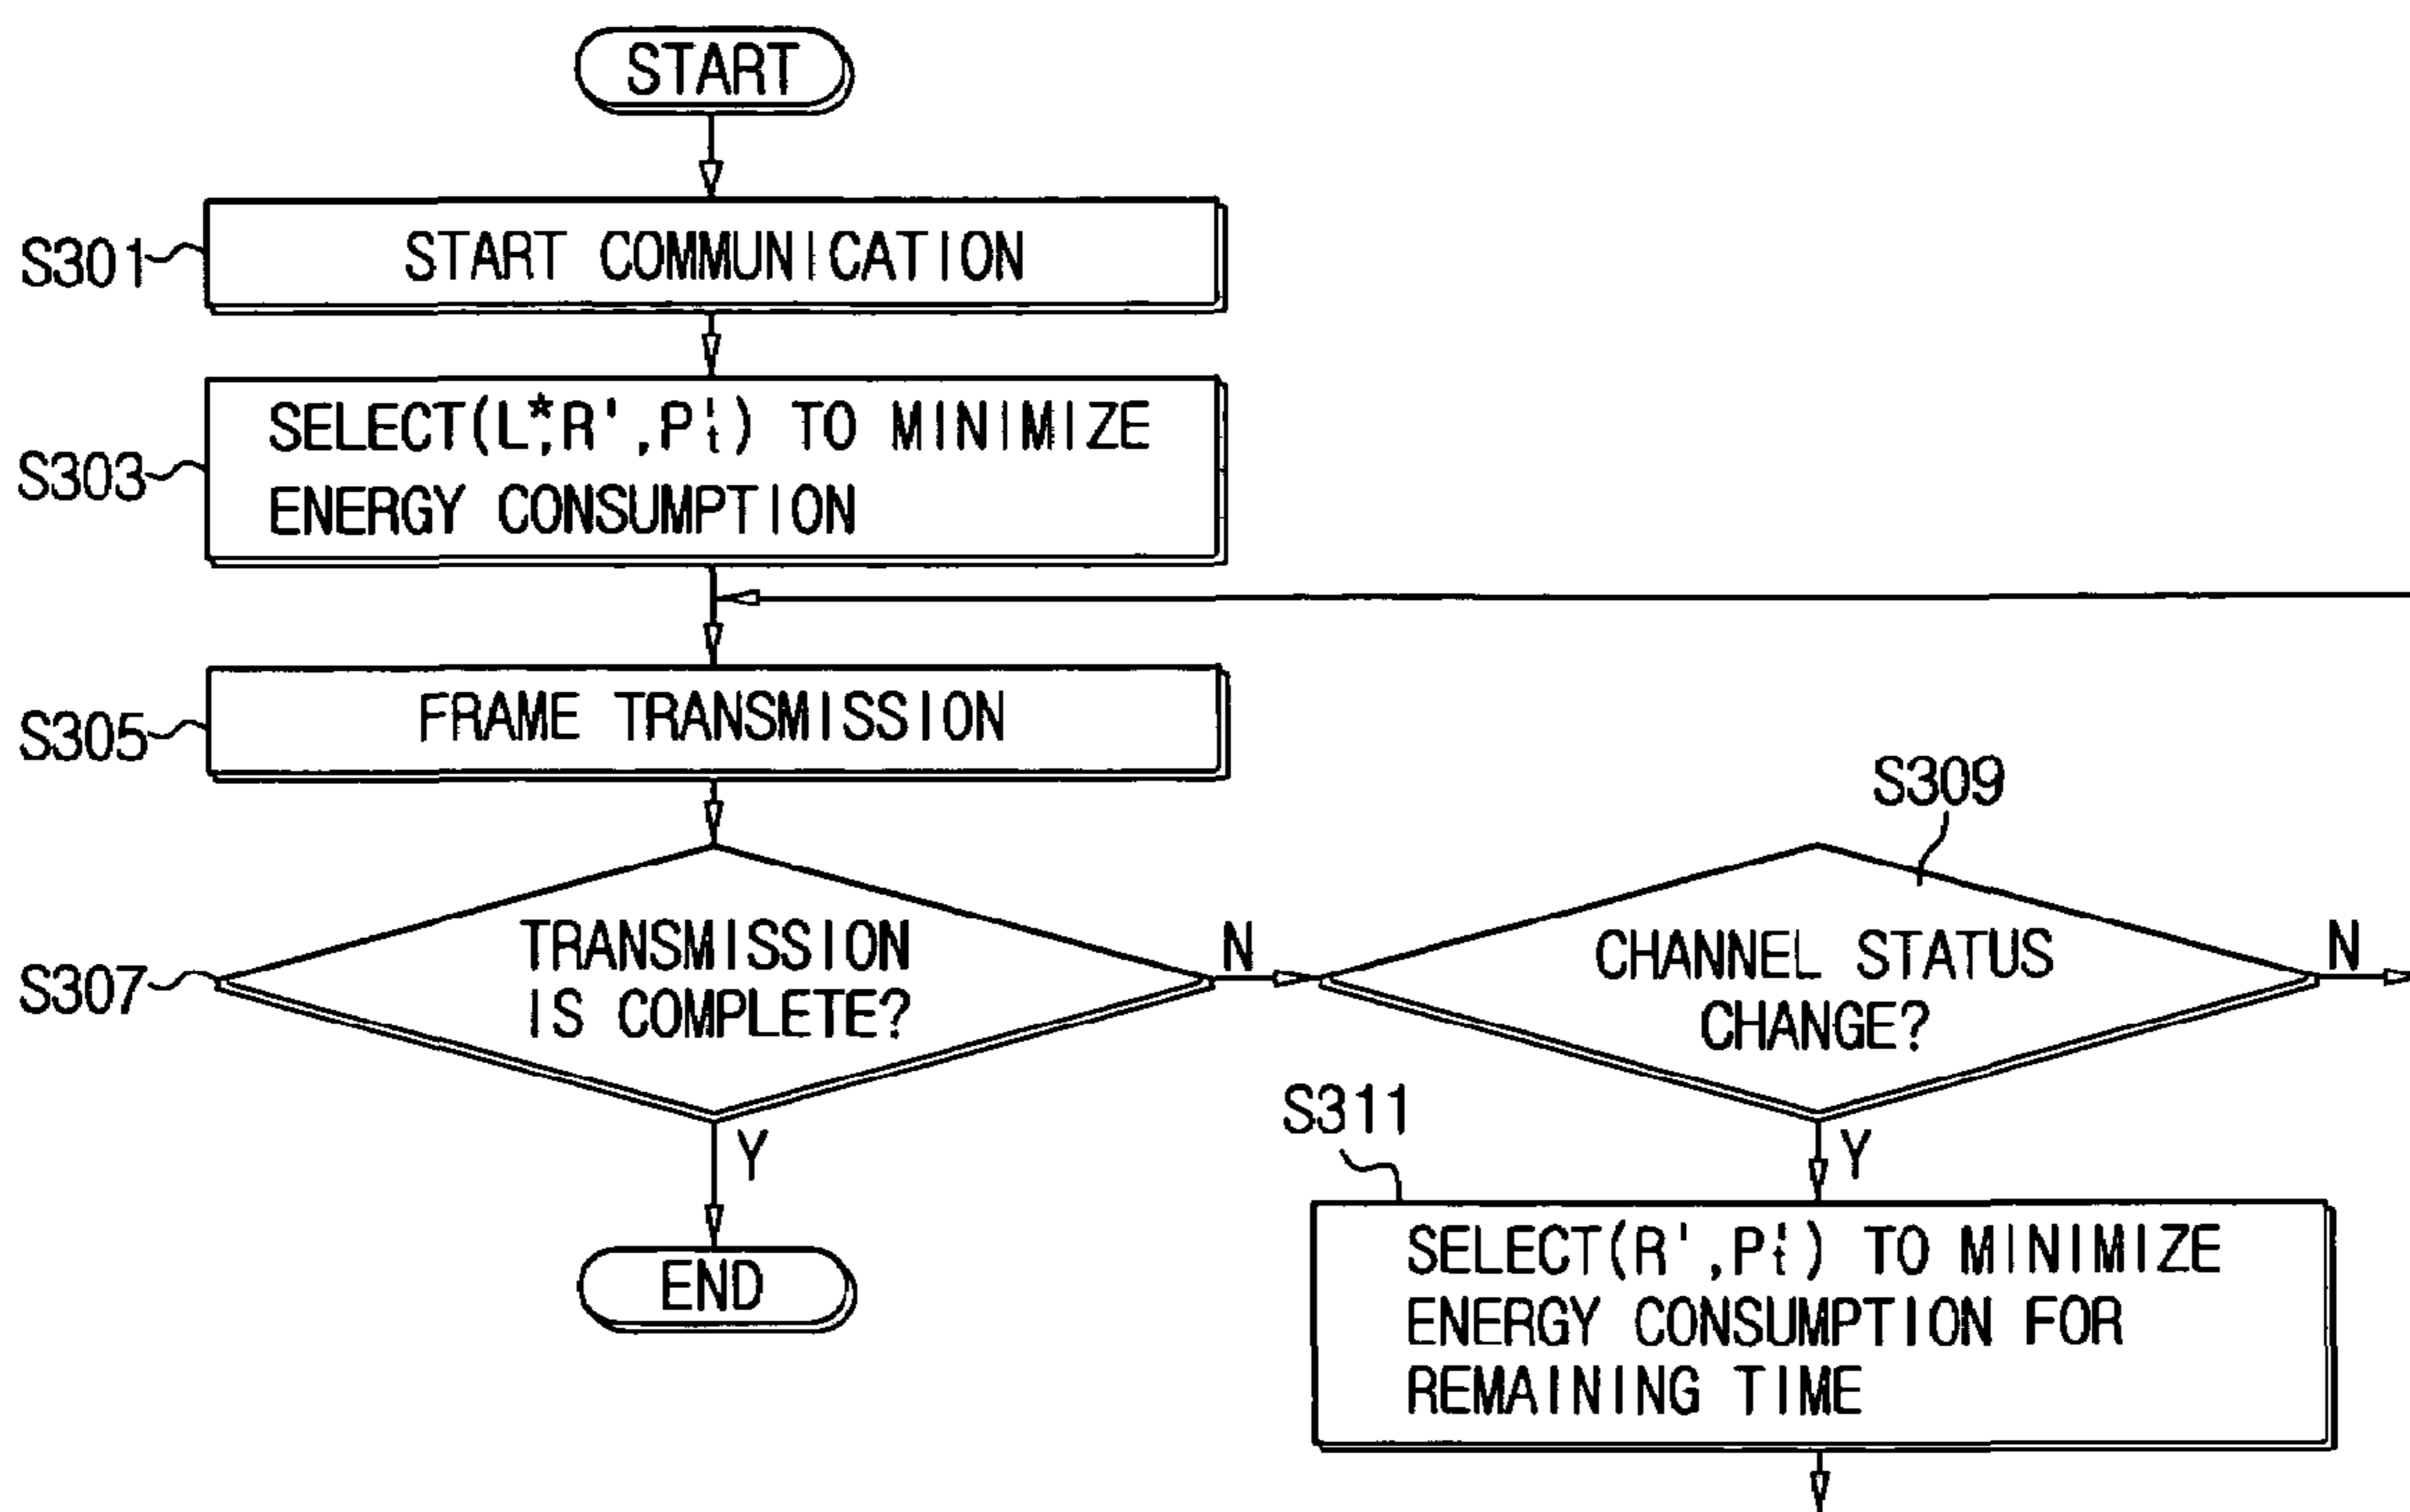 START
S301
START COMMUNICATION
S303
SELECT(L*,R',P't) TO MINIMIZE
ENERGY CONSUMPTION
S305
FRAME TRANSMISSION
S309
S307
TRANSMISSION
IS COMPLETE?
N
CHANNEL STATUS
CHANGE?
N
Y
S311
Y
END
SELECT(R',P't) TO MINIMIZE
ENERGY CONSUMPTION FOR
REMAINING TIME